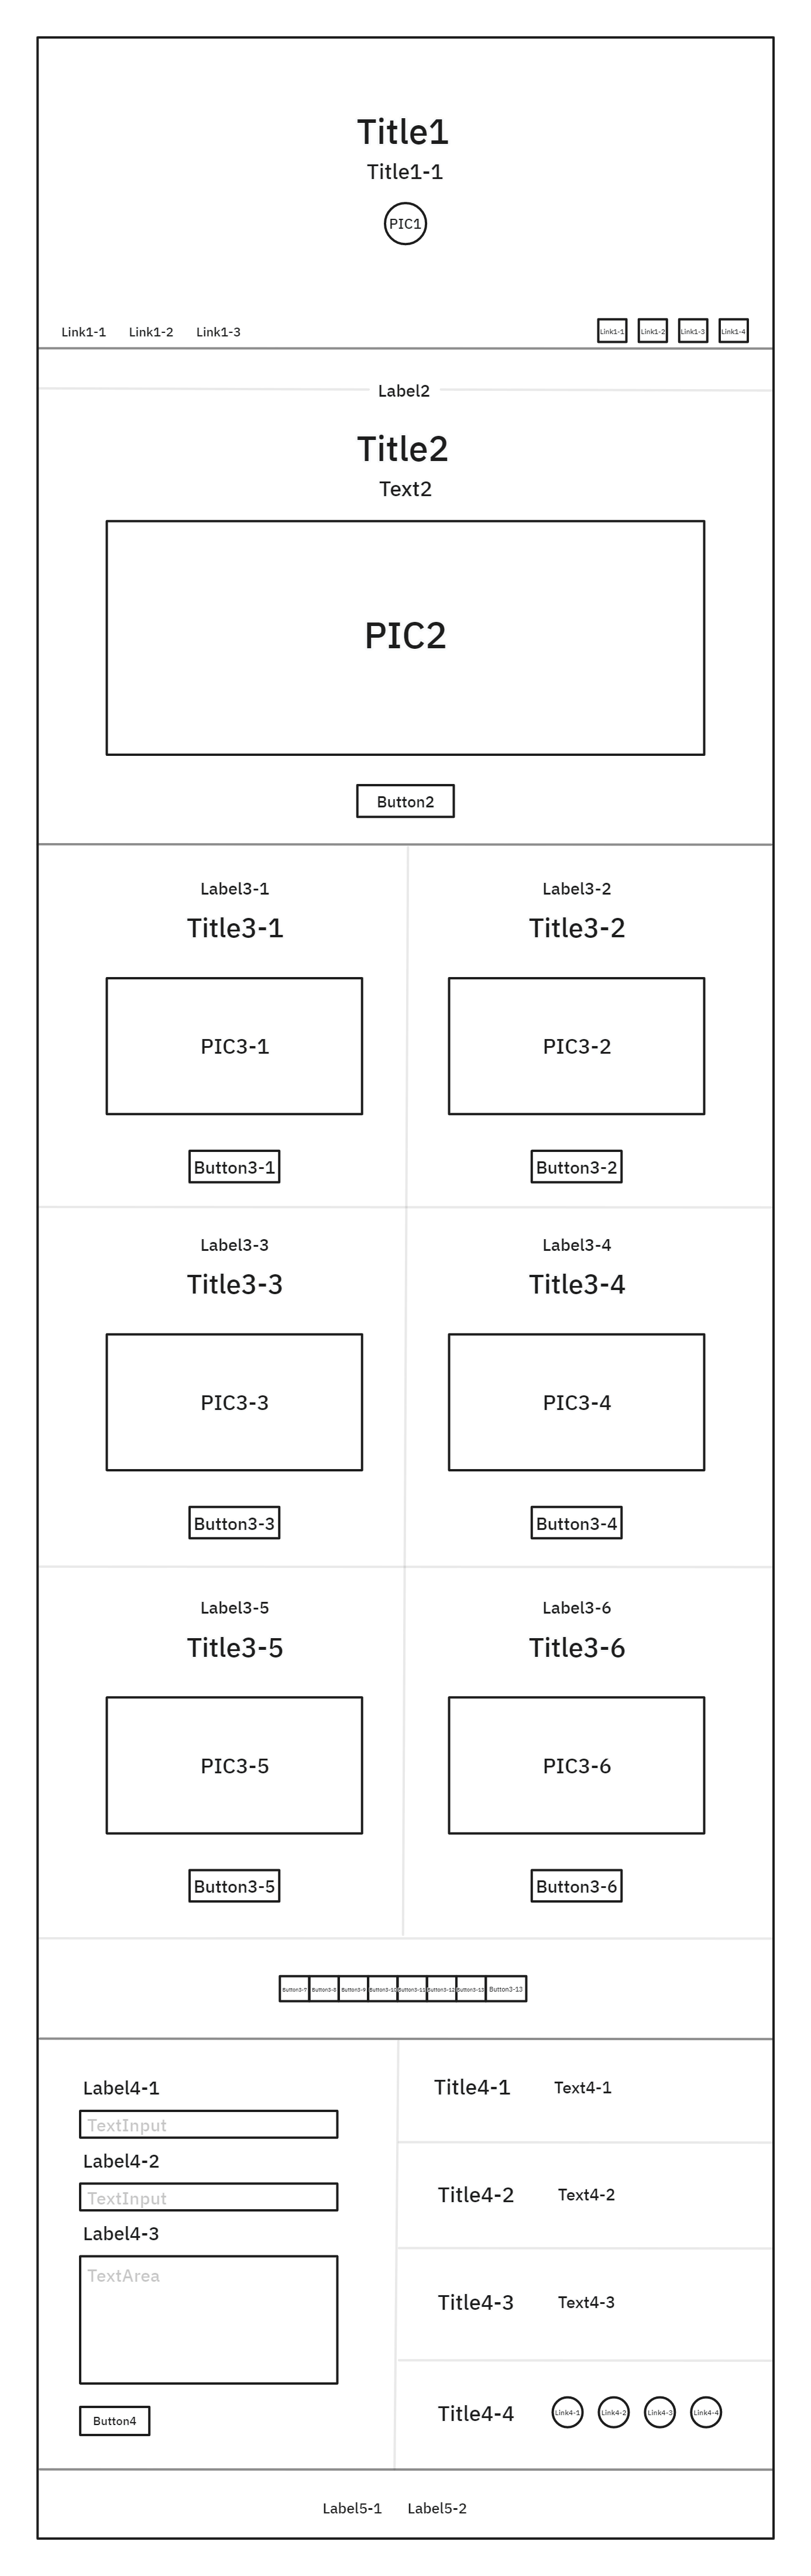 Title1
Title1-1
PIC1
Link1-1 Link1-2 Link1-3 Link1-1 Link1-2 Link1-3 Link1-4
Label2
Title2
Text2
PIC2
Button2
Label3-1 Label3-2
Title3-1 Title3-2
PIC3-1 PIC3-2
Button3-1 Button3-2
Label3-3 Label3-4
Title3-3 Title3-4
PIC3-3 PIC3-4
Button3-3 Button3-4
Label3-5 Label3-6
Title3-5 Title3-6
PIC3-5 PIC3-6
Button3-5 Button3-6
Button3-7 Button3-8 Button3-9 Button3-10 Button3-11 Button3-12 Button3-13 Button3-13
Label4-1
TextInput
Label4-2
TextInput
Label4-3
TextArea
Button4
Title4-1 Text4-1
Title4-2 Text4-2
Title4-3 Text4-3
Title4-4 Link4-1 Link4-2 Link4-3 Link4-4
Label5-1 Label5-2